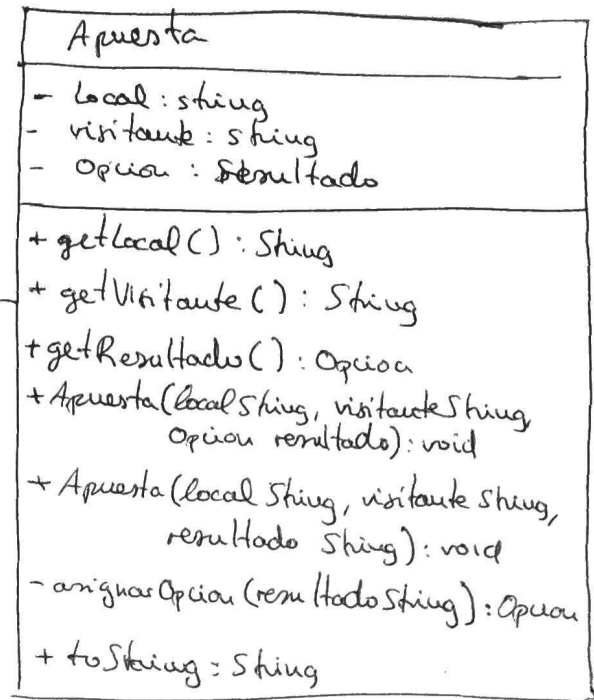 Apuesta
- Local : string
- visitante : string
- Opcion : Resultado
+ getLocal() : String
+ getVisitante() : String
+ getResultado() : Opcion
+ Apuesta(local String, visitante String,
Opcion resultado) : void
+ Apuesta(local String, visitante String,
resultado String) : void
- asignarOpcion(resultado String) : Opcion
+ toString : String